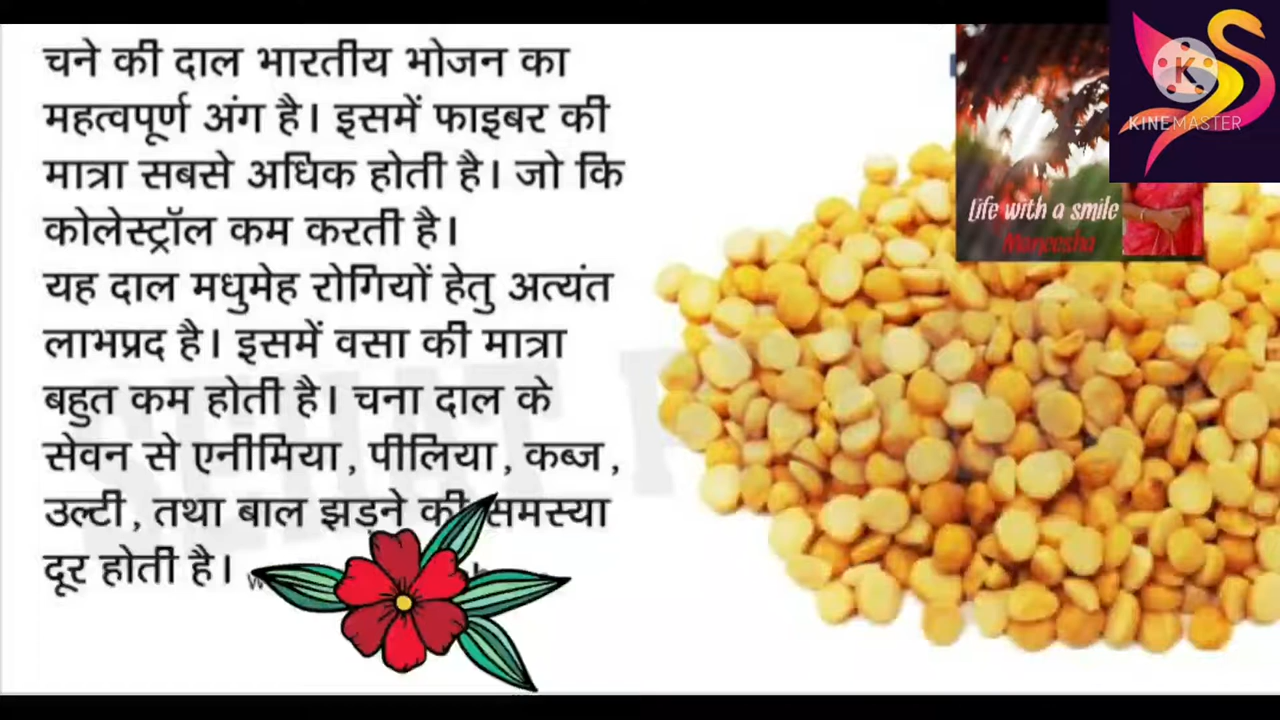 चने की दाल भारतीय भोजन का
महत्वपूर्ण अंग है। इसमें फाइबर की
मात्रा सबसे अधिक होती है। जो कि
कोलेस्ट्रॉल कम करती है।
यह दाल मधुमेह रोगियों हेतु अत्यंत
लाभप्रद है। इसमें वसा की मात्रा
बहुत कम होती है। चना दाल के
सेवन से एनीमिया, पीलिया, कब्ज,
उल्टी, तथा बाल झड़ने की समस्या
दूर होती है।
Life with a smile
Maneesha
K
KINEMASTER